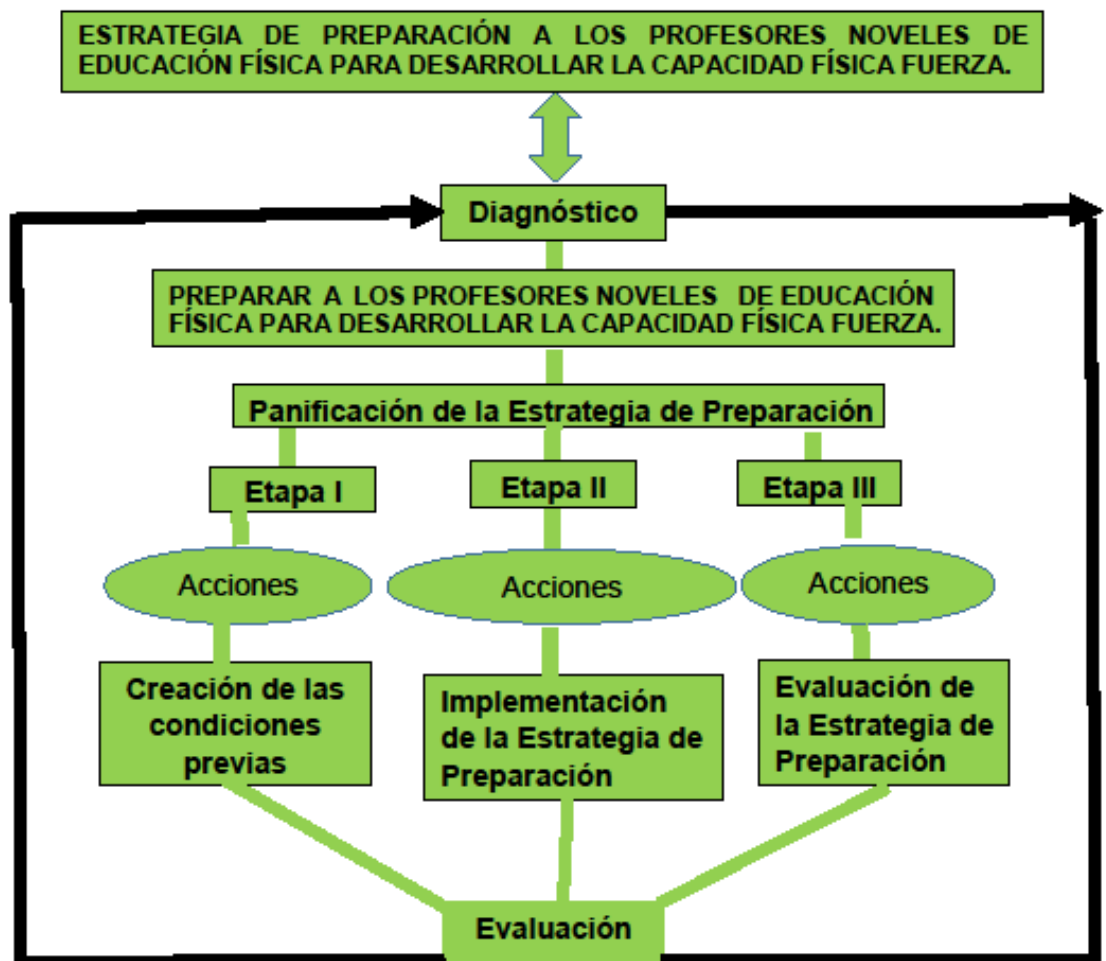 ESTRATEGIA DE PREPARACIÓN A LOS PROFESORES NOVELES DE
EDUCACIÓN FÍSICA PARA DESARROLLAR LA CAPACIDAD FÍSICA FUERZA.
Diagnóstico
PREPARAR A LOS PROFESORES NOVELES DE EDUCACIÓN
FÍSICA PARA DESARROLLAR LA CAPACIDAD FÍSICA FUERZA.
Panificación de la Estrategia de Preparación
Etapa I
Etapa II
Etapa III
Acciones
Acciones
Acciones
Creación de las
condiciones
previas
Implementación
de la Estrategia de
Preparación
Evaluación de
la Estrategia de
Preparación
Evaluación